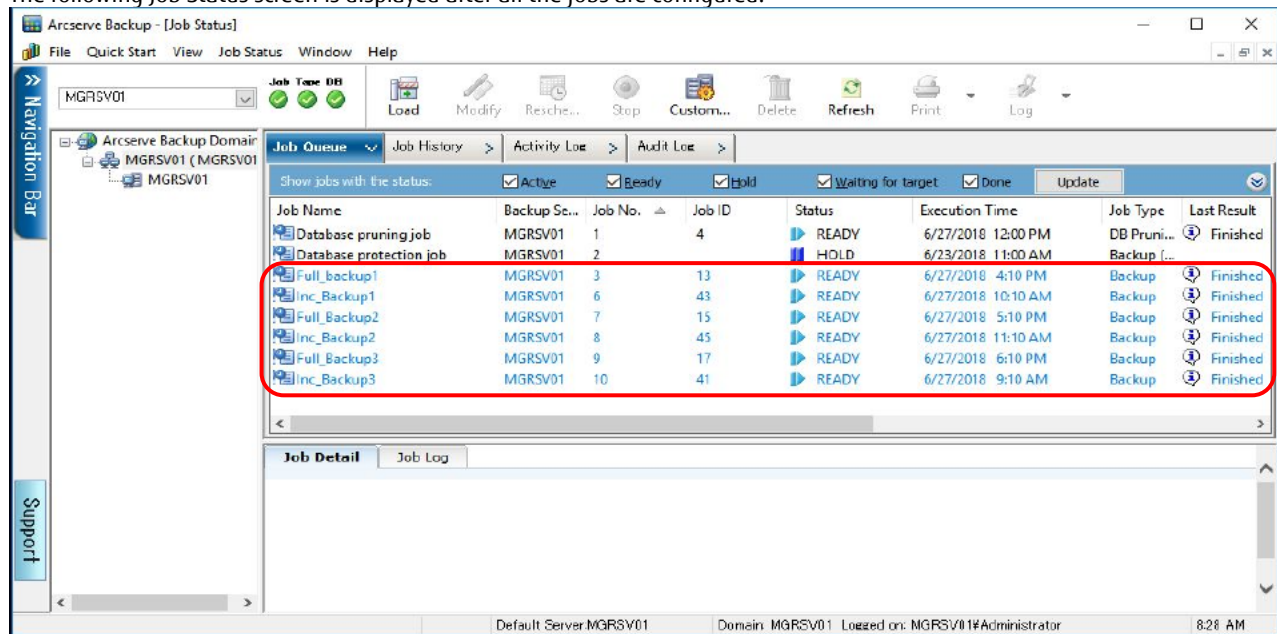 The following Job Status screen is displayed after all the jobs are configured.
Arcserve Backup - [Job Status]
File Quick Start View Job Status Window Help
MGRSV01
Job Tape DB
Load Modify Resche... Stop Custom... Delete Refresh Print Log
Navigation Bar
Arcserve Backup Domain
MGRSV01 ( MGRSV01
MGRSV01
Job Queue Job History > Activity Log > Audit Log >
Show jobs with the status: Active Ready Hold Waiting for target Done Update
Job Name Backup Se... Job No. Job ID Status Execution Time Job Type Last Result
Database pruning job MGRSV01 1 4 READY 6/27/2018 12:00 PM DB Pruni... Finished
Database protection job MGRSV01 2 HOLD 6/23/2018 11:00 AM Backup (...
Full_backup1 MGRSV01 3 13 READY 6/27/2018 4:10 PM Backup Finished
Inc_Backup1 MGRSV01 6 43 READY 6/27/2018 10:10 AM Backup Finished
Full_Backup2 MGRSV01 7 15 READY 6/27/2018 5:10 PM Backup Finished
Inc_Backup2 MGRSV01 8 45 READY 6/27/2018 11:10 AM Backup Finished
Full_Backup3 MGRSV01 9 17 READY 6/27/2018 6:10 PM Backup Finished
Inc_Backup3 MGRSV01 10 41 READY 6/27/2018 9:10 AM Backup Finished
Job Detail Job Log
Support
Default Server:MGRSV01 Domain: MGRSV01 Logged on: MGRSV01¥Administrator 8:28 AM